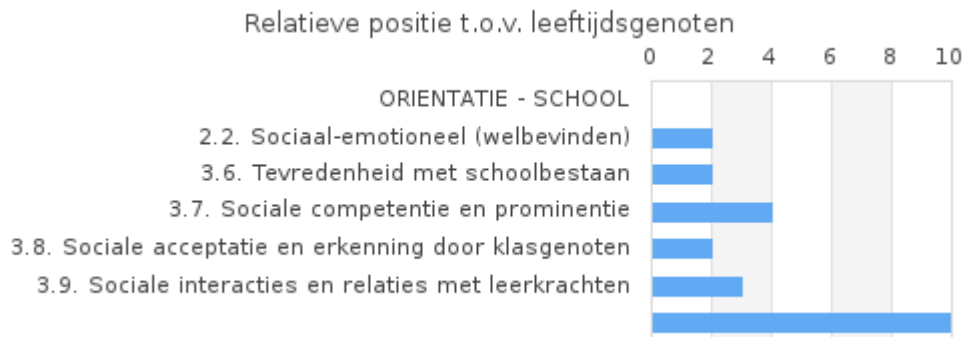 Relatieve positie t.o.v. leeftijdsgenoten
0 2 4 6 8 10
ORIENTATIE - SCHOOL
2.2. Sociaal-emotioneel (welbevinden)
3.6. Tevredenheid met schoolbestaan
3.7. Sociale competentie en prominentie
3.8. Sociale acceptatie en erkenning door klasgenoten
3.9. Sociale interacties en relaties met leerkrachten